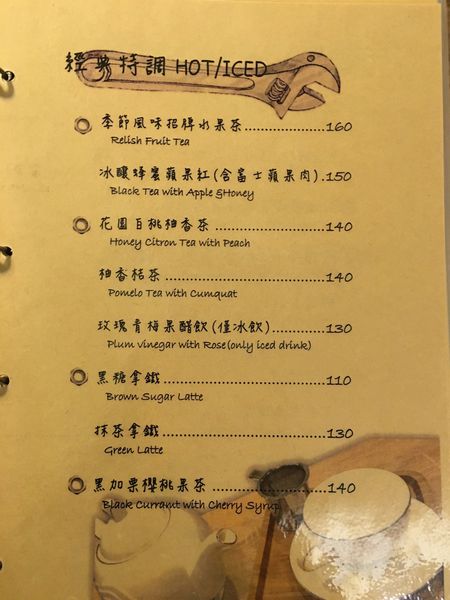 經典特調 HOT/ICED
季節風味招牌水果茶......................160
Relish Fruit Tea
冰釀蜂蜜蘋果紅(含富士蘋果肉).150
Black Tea with Apple &Honey
花園白桃柚香茶..............................140
Honey Citron Tea with Peach
柚香桔茶............................................140
Pomelo Tea with Cumquat
玫瑰青梅果醋飲(僅冰飲)...............130
Plum vinegar with Rose(only iced drink)
黑糖拿鐵............................................110
Brown Sugar Latte
抹茶拿鐵............................................130
Green Latte
黑加栗櫻桃果茶..............................140
Black Currant with Cherry Syrup